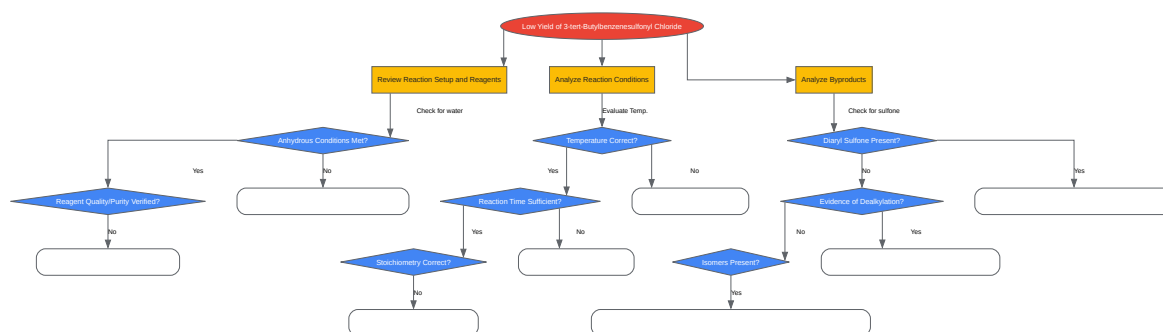 Low Yield of 3-tert-Butylbenzenesulfonyl Chloride
Review Reaction Setup and Reagents
Analyze Reaction Conditions
Analyze Byproducts
Check for water
Evaluate Temp.
Check for sulfone
Anhydrous Conditions Met?
Temperature Correct?
Diaryl Sulfone Present?
Yes
No
Yes
No
No
Yes
Reagent Quality/Purity Verified?
Reaction Time Sufficient?
Evidence of Dealkylation?
No
Yes
No
No
Yes
Stoichiometry Correct?
Isomers Present?
No
Yes